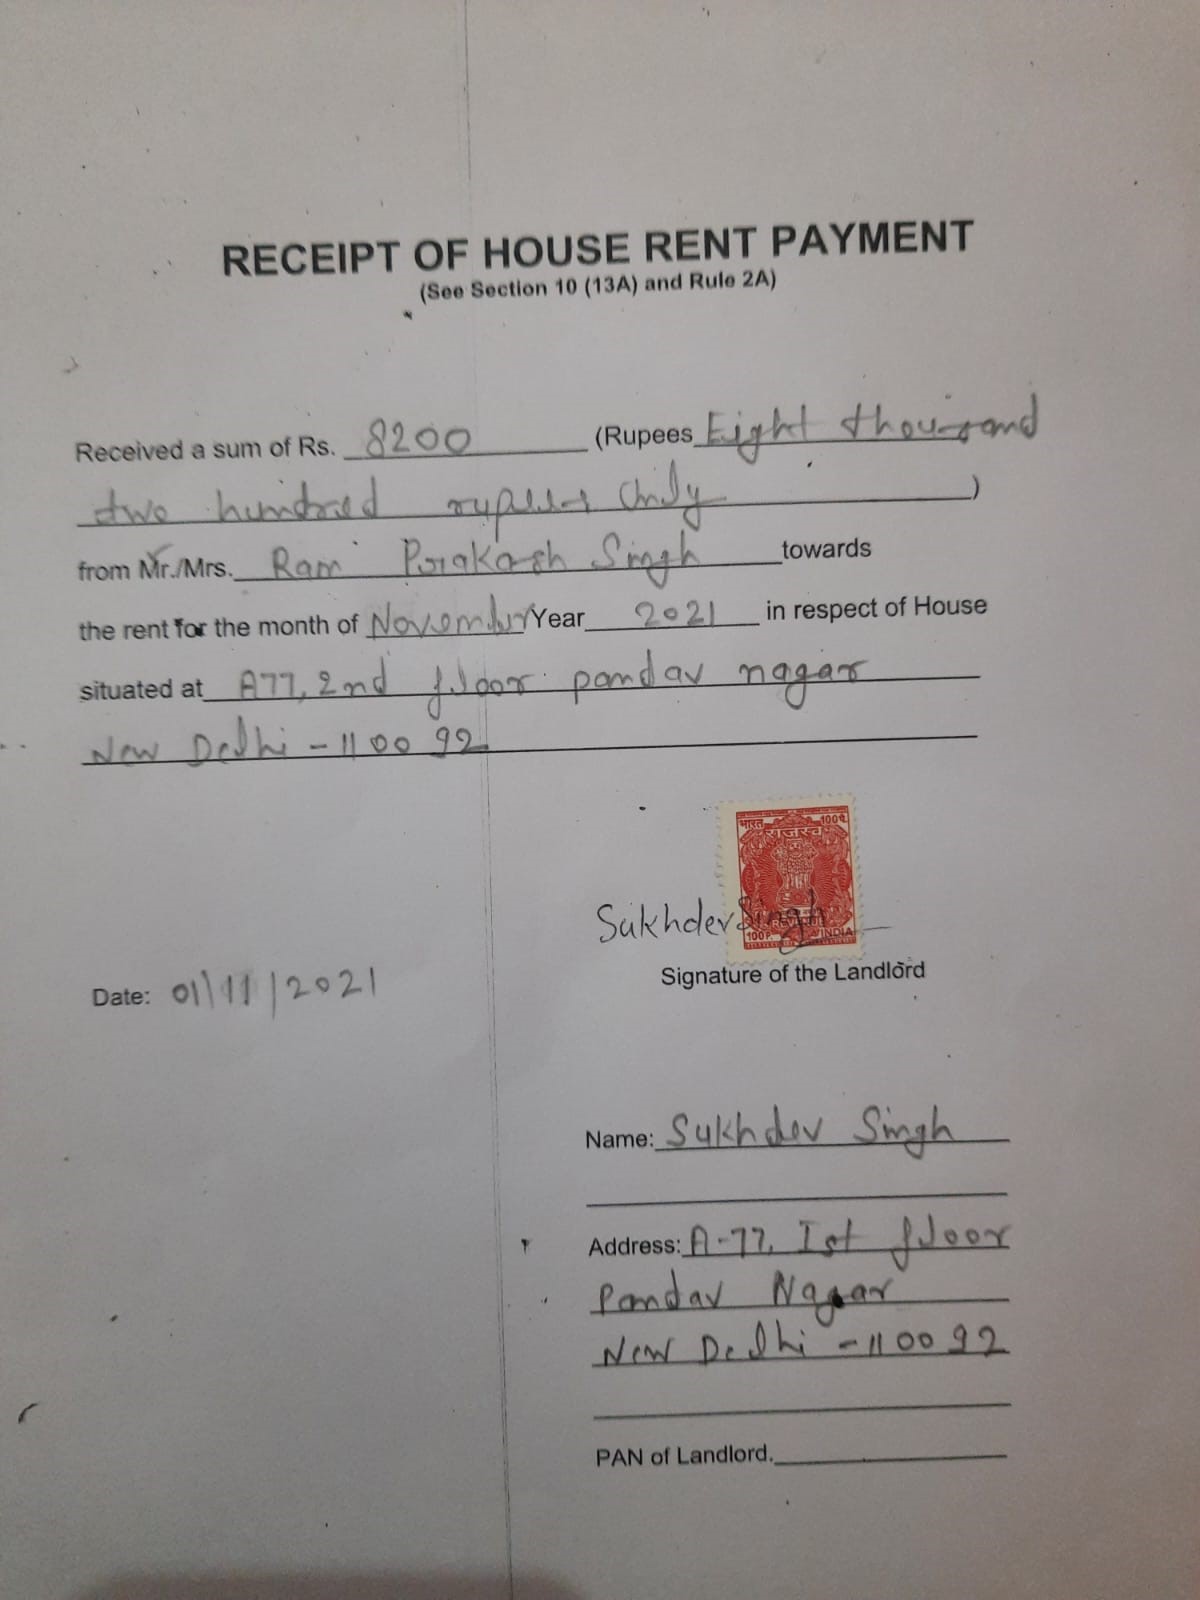 RECEIPT OF HOUSE RENT PAYMENT
(See Section 10 (13A) and Rule 2A)
Received a sum of Rs. 8200 (Rupees Eight thousand
two hundred rupees Only )
from Mr./Mrs. Ram Prakash Singh towards
the rent for the month of November Year 2021 in respect of House
situated at A77, 2nd floor pandav nagar
New Delhi - 110092
भारत 100प.
राजस्व
Sukhdev Singh
100P. INDIA
Signature of the Landlord
Date: 01/11/2021
Name: Sukhdev Singh
Address: A-77, Ist floor
Pandav Nagar
New Delhi - 110092
PAN of Landlord.